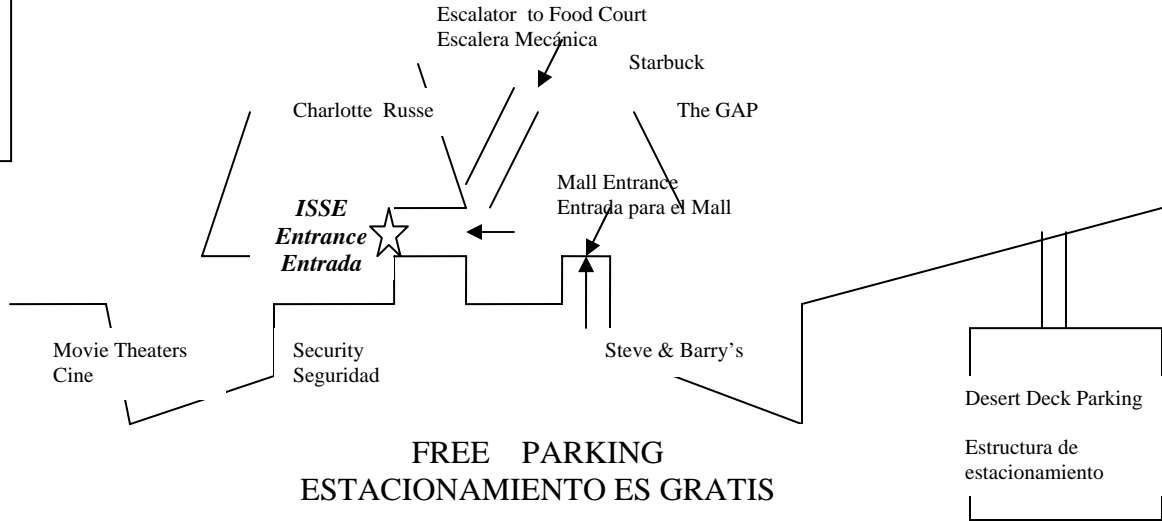 Escalator to Food Court
Escalera Mecánica
Starbuck
Charlotte Russe
The GAP
Mall Entrance
Entrada para el Mall
ISSE
Entrance
Entrada
Movie Theaters
Cine
Security
Seguridad
Steve & Barry's
Desert Deck Parking
Estructura de
estacionamiento
FREE PARKING
ESTACIONAMIENTO ES GRATIS